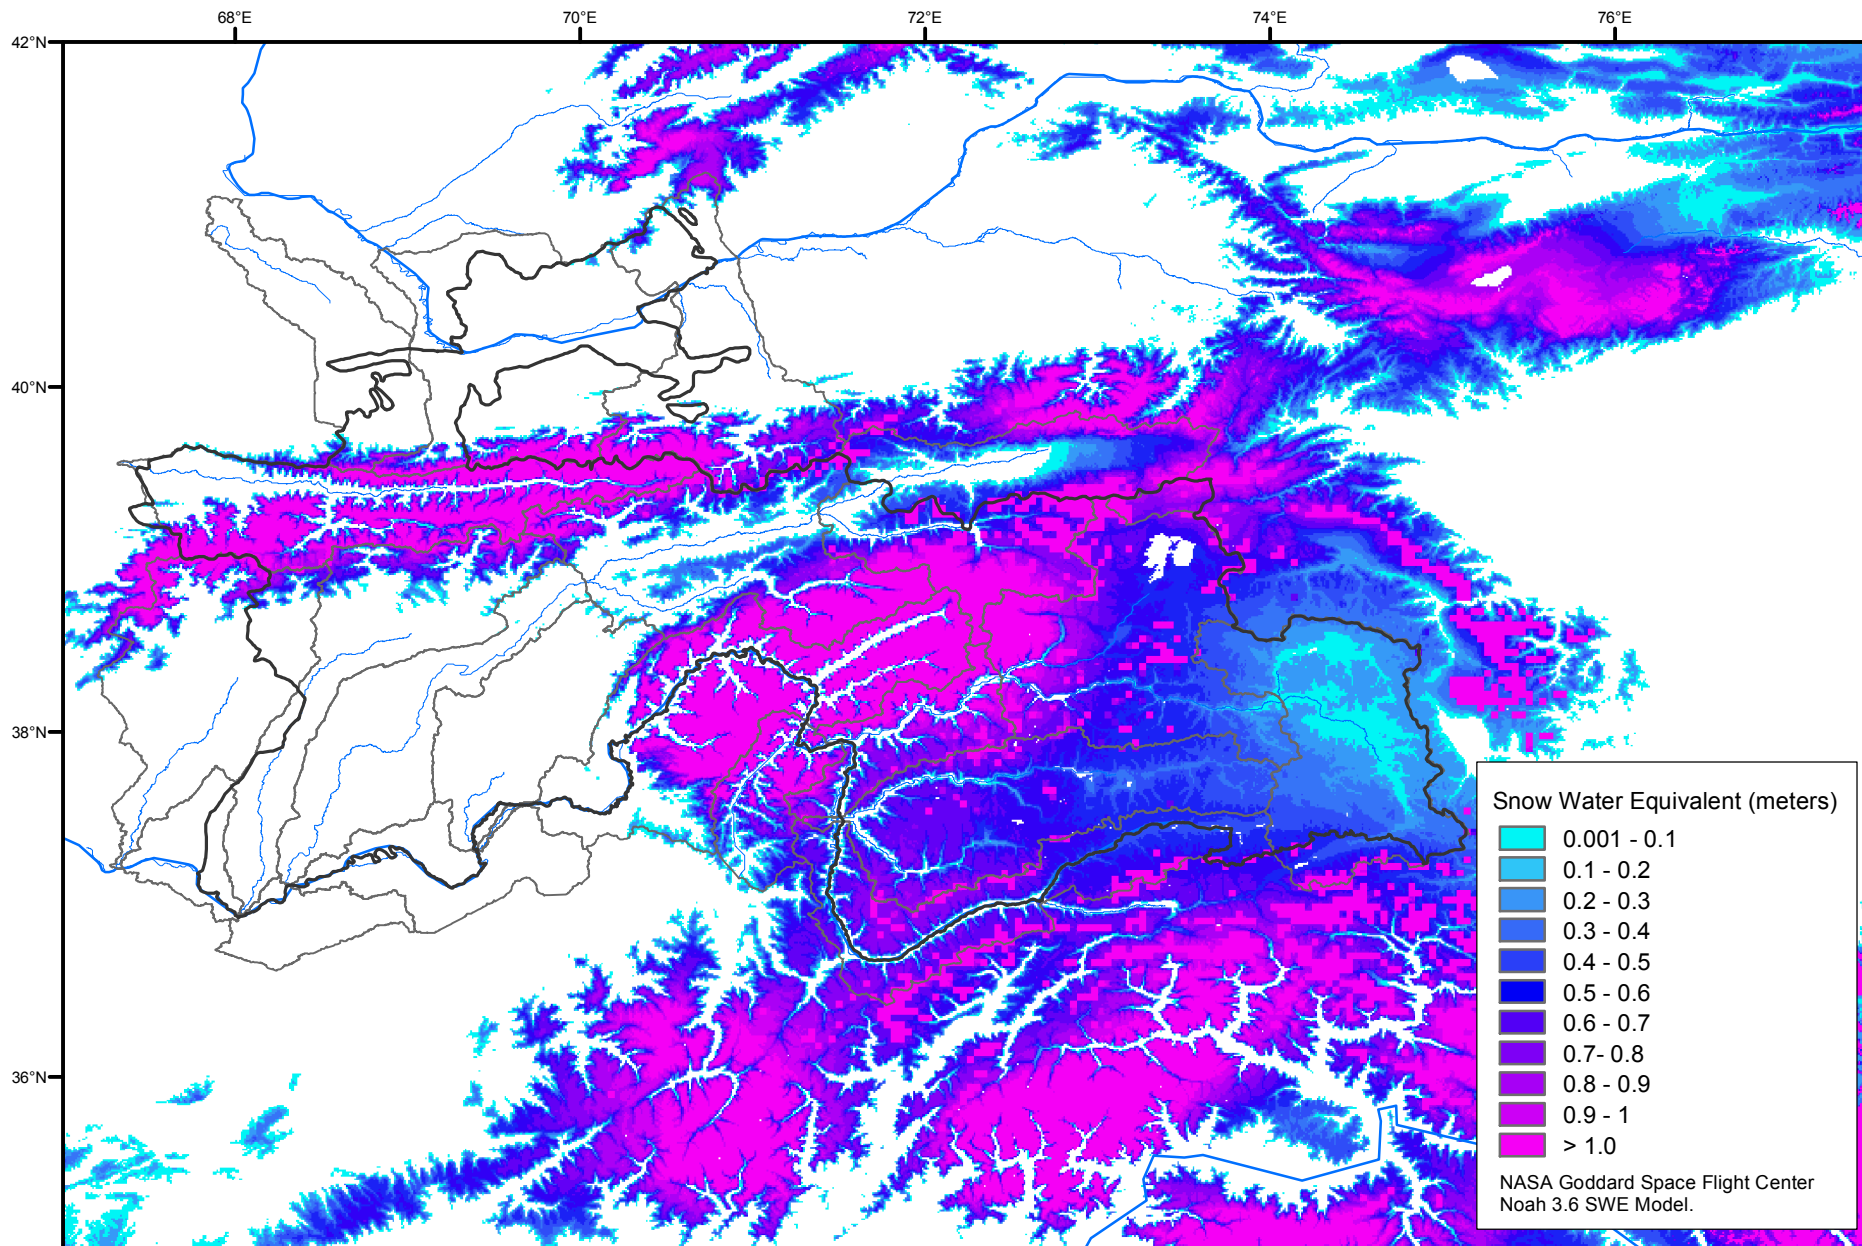 68°E
70°E
72°E
74°E
76°E
42°N
40°N
38°N
36°N
Snow Water Equivalent (meters)
0.001 - 0.1
0.1 - 0.2
0.2 - 0.3
0.3 - 0.4
0.4 - 0.5
0.5 - 0.6
0.6 - 0.7
0.7- 0.8
0.8 - 0.9
0.9 - 1
> 1.0
NASA Goddard Space Flight Center
Noah 3.6 SWE Model.